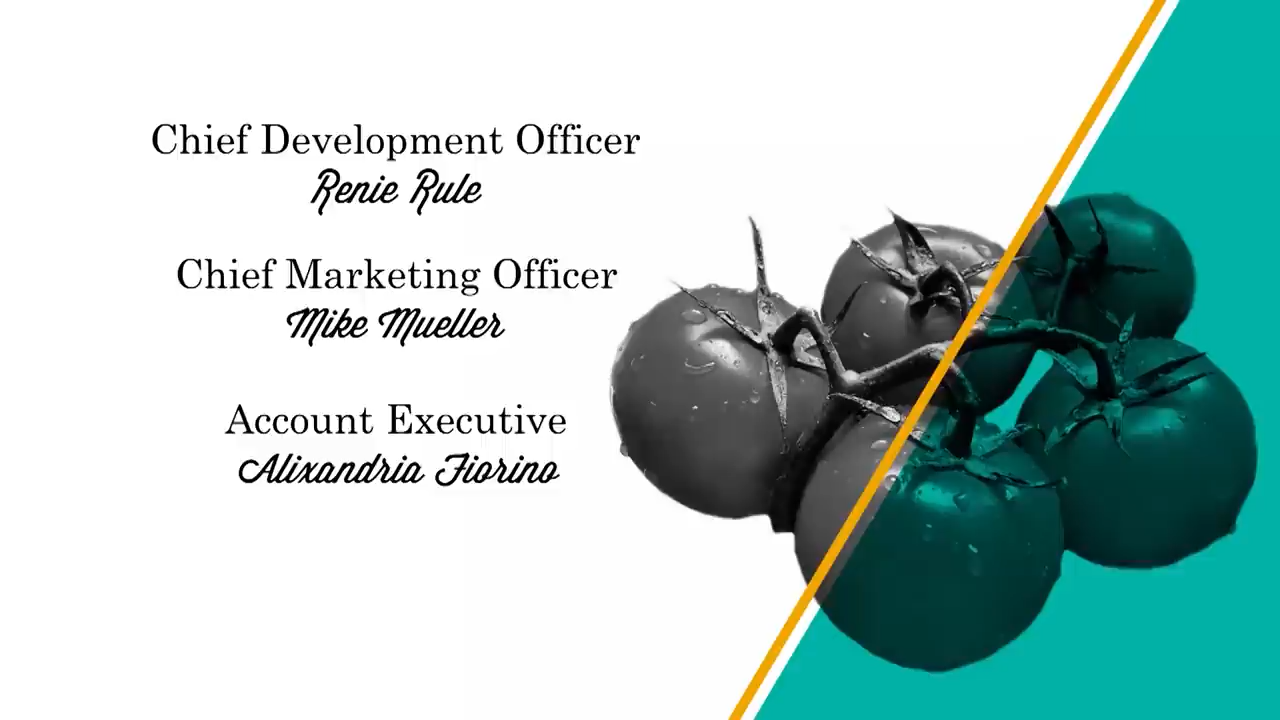 Chief Development Officer
Renie Rule
Chief Marketing Officer
Mike Mueller
Account Executive
Alixandria Fiorino